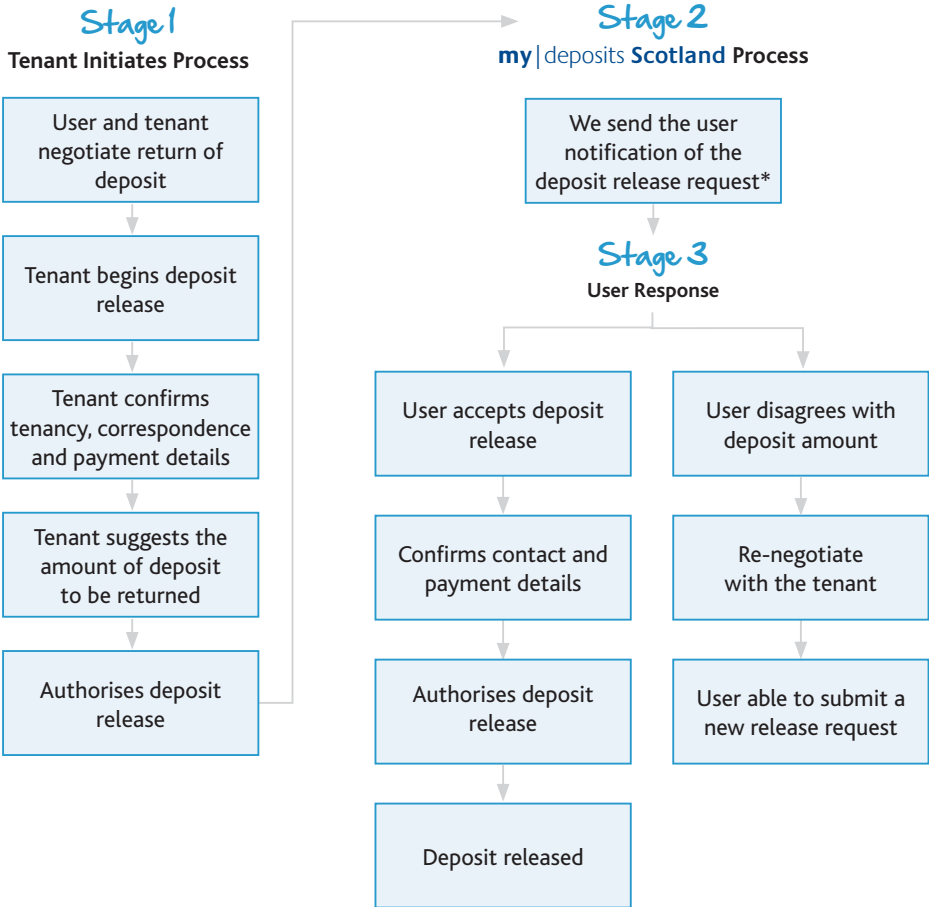 Stage 1
Tenant Initiates Process
User and tenant
negotiate return of
deposit
Tenant begins deposit
release
Tenant confirms
tenancy, correspondence
and payment details
Tenant suggests the
amount of deposit
to be returned
Authorises deposit
release
Stage 2
my|deposits Scotland Process
We send the user
notification of the
deposit release request*
Stage 3
User Response
User accepts deposit
release
Confirms contact and
payment details
Authorises deposit
release
Deposit released
User disagrees with
deposit amount
Re-negotiate
with the tenant
User able to submit a
new release request